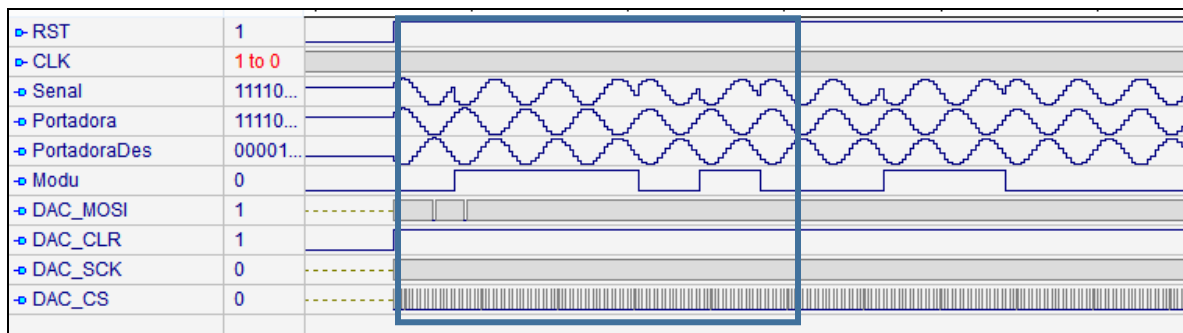 RST 1
CLK 1 to 0
Senal 11110...
Portadora 11110...
PortadoraDes 00001...
Modu 0
DAC_MOSI 1
DAC_CLR 1
DAC_SCK 0
DAC_CS 0